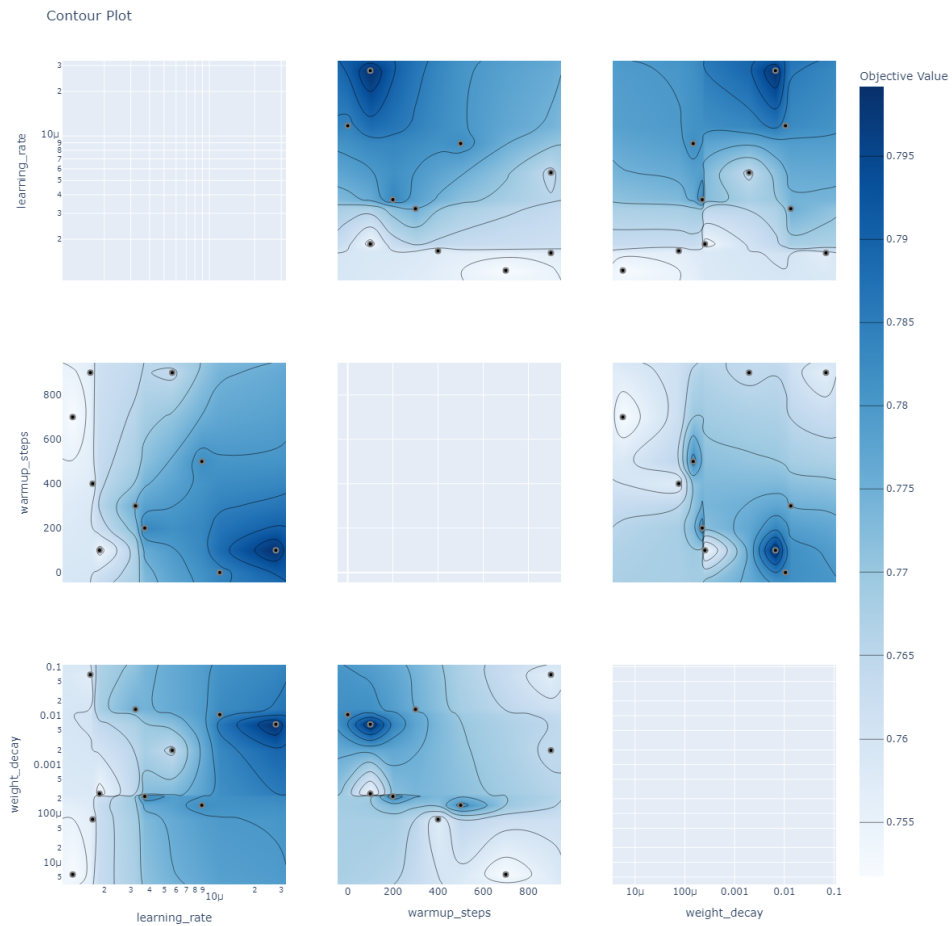 Contour Plot
Objective Value
0.795
0.79
0.785
0.78
0.775
0.77
0.765
0.76
0.755
learning_rate
3
2
10μ
9
8
7
6
5
4
3
2
warmup_steps
800
600
400
200
0
weight_decay
0.1
5
2
0.01
5
2
0.001
5
2
100μ
5
2
10μ
5
2 3 4 5 6 7 8 9 10μ 2 3
0 200 400 600 800
10μ 100μ 0.001 0.01 0.1
learning_rate
warmup_steps
weight_decay